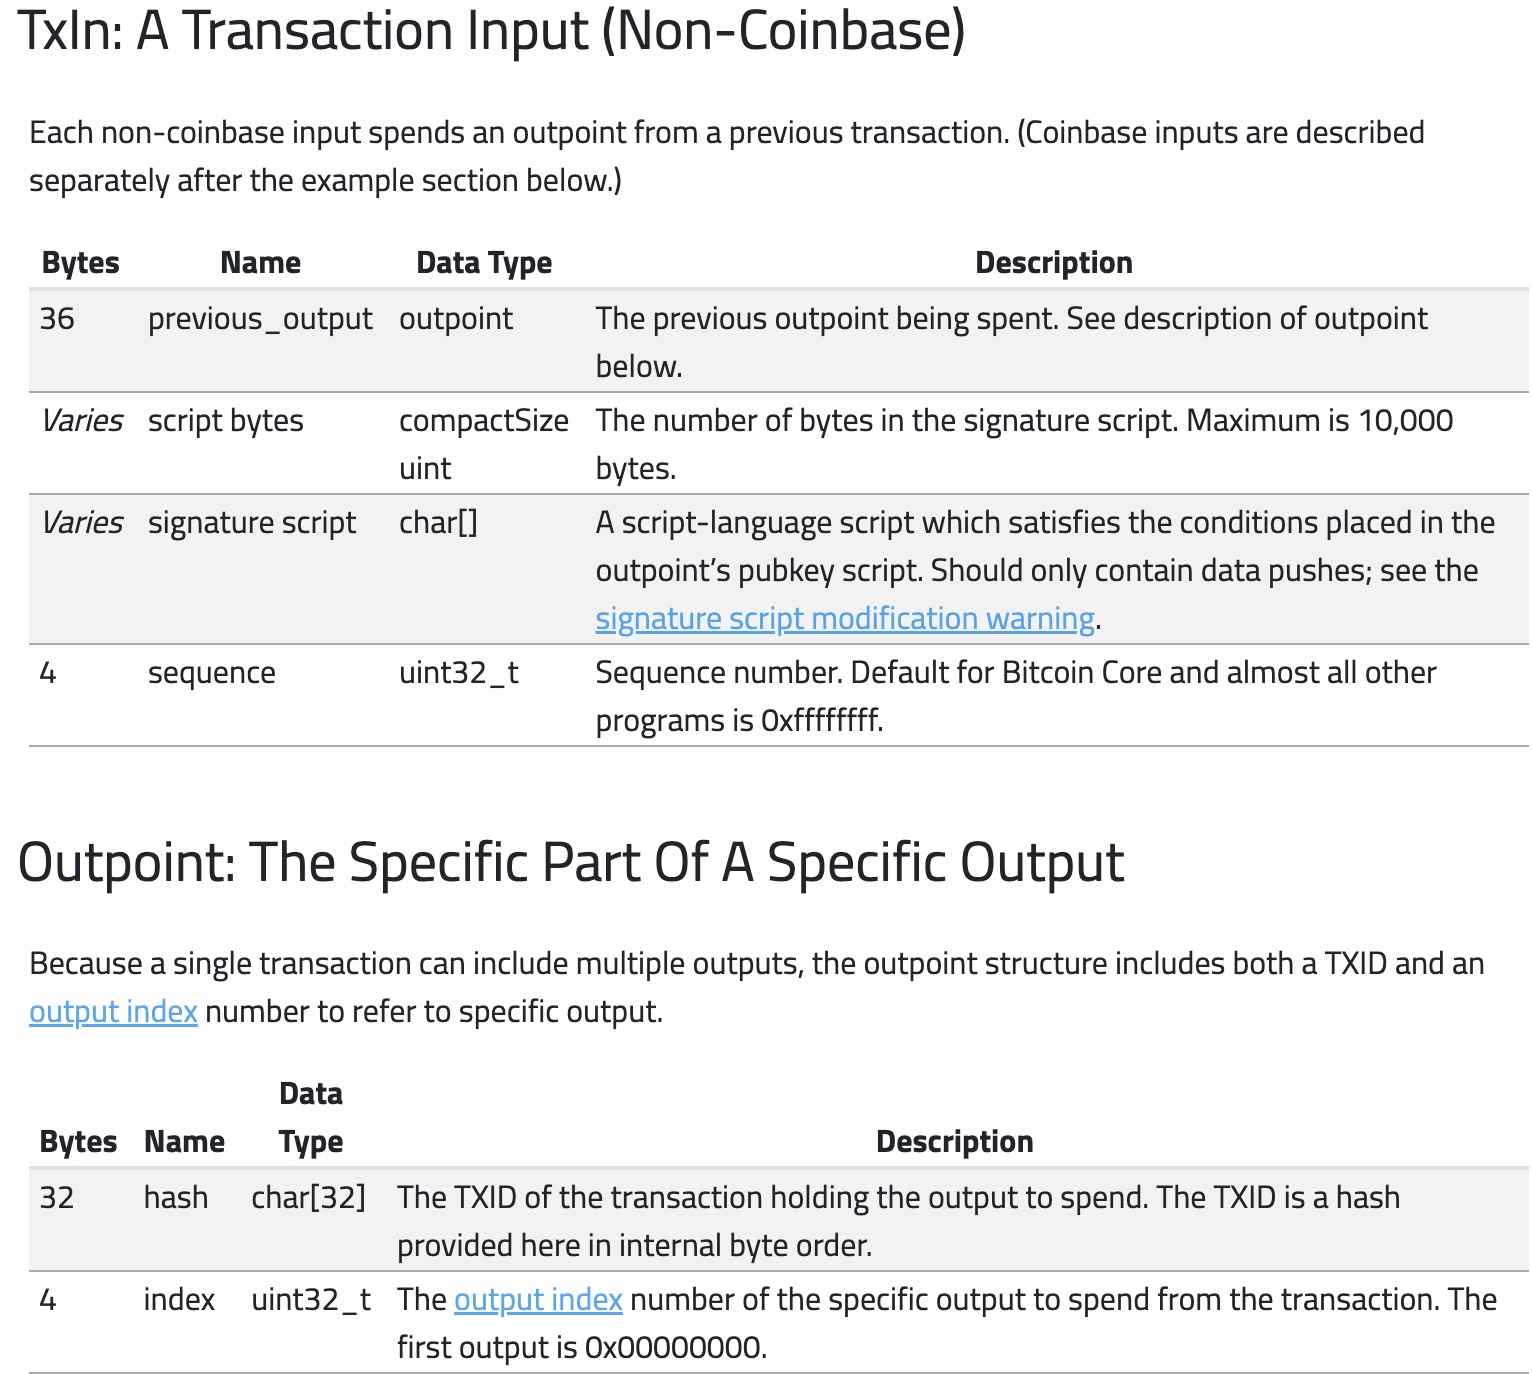 TxIn: A Transaction Input (Non-Coinbase)
Each non-coinbase input spends an outpoint from a previous transaction. (Coinbase inputs are described
separately after the example section below.)
Bytes Name Data Type Description
36 previous_output outpoint The previous outpoint being spent. See description of outpoint
below.
Varies script bytes compactSize The number of bytes in the signature script. Maximum is 10,000
uint bytes.
Varies signature script char[] A script-language script which satisfies the conditions placed in the
outpoint’s pubkey script. Should only contain data pushes; see the
signature script modification warning.
4 sequence uint32_t Sequence number. Default for Bitcoin Core and almost all other
programs is 0xffffffff.
Outpoint: The Specific Part Of A Specific Output
Because a single transaction can include multiple outputs, the outpoint structure includes both a TXID and an
output index number to refer to specific output.
Data
Bytes Name Type Description
32 hash char[32] The TXID of the transaction holding the output to spend. The TXID is a hash
provided here in internal byte order.
4 index uint32_t The output index number of the specific output to spend from the transaction. The
first output is 0x00000000.